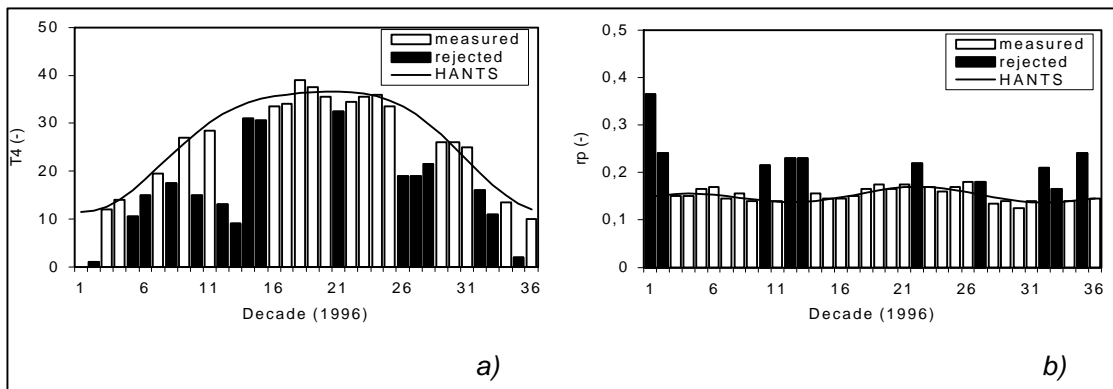 50
40
30
20
10
0
T4 (-)
measured
rejected
HANTS
1 6 11 16 21 26 31 36
Decade (1996)
a)
0,5
0,4
0,3
0,2
0,1
0
rp (-)
measured
rejected
HANTS
1 6 11 16 21 26 31 36
Decade (1996)
b)